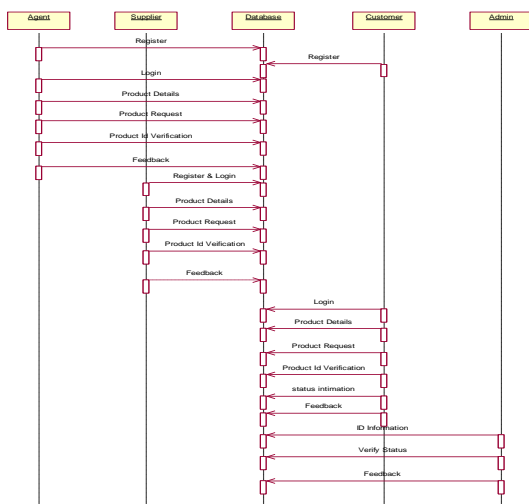 Agent
Supplier
Database
Customer
Admin
Register
Register
Login
Product Details
Product Request
Product Id Verification
Feedback
Register & Login
Product Details
Product Request
Product Id Veification
Feedback
Login
Product Details
Product Request
Product Id Verification
status intimation
Feedback
ID Information
Verify Status
Feedback